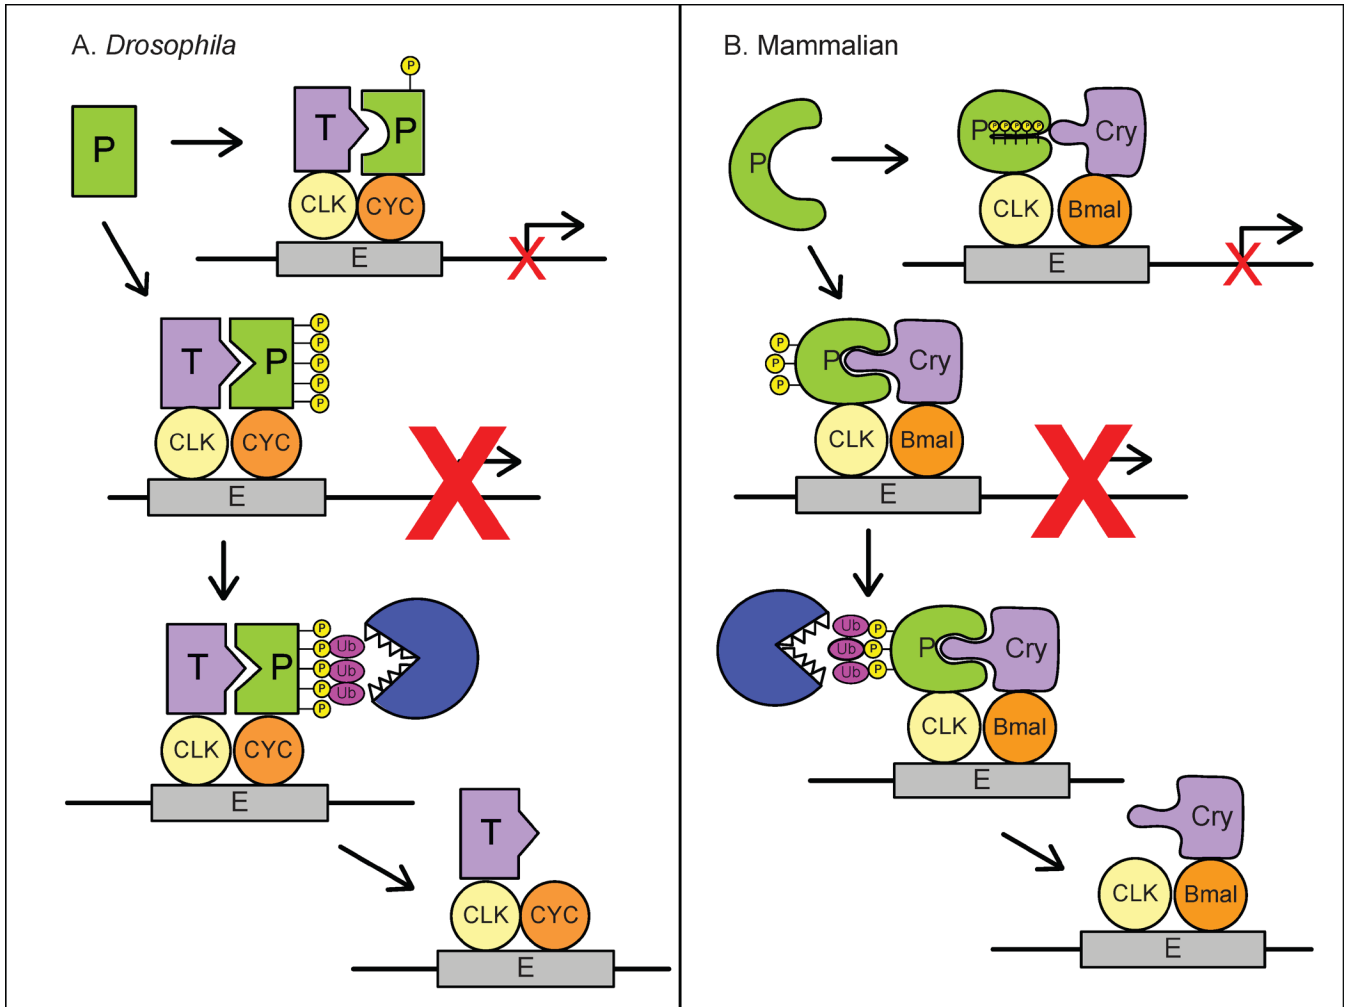 A. Drosophila
P
P
T P
CLK CYC
E
X
T P
P
P
P
P
P
CLK CYC
E
X
T P
P
P
P
P
P
Ub
Ub
Ub
CLK CYC
E
T
CLK CYC
E
B. Mammalian
P
P P P P P P Cry
CLK Bmal
E
X
P
P
P
P Cry
CLK Bmal
E
X
Ub P
Ub P
Ub P
P Cry
CLK Bmal
E
Cry
CLK Bmal
E